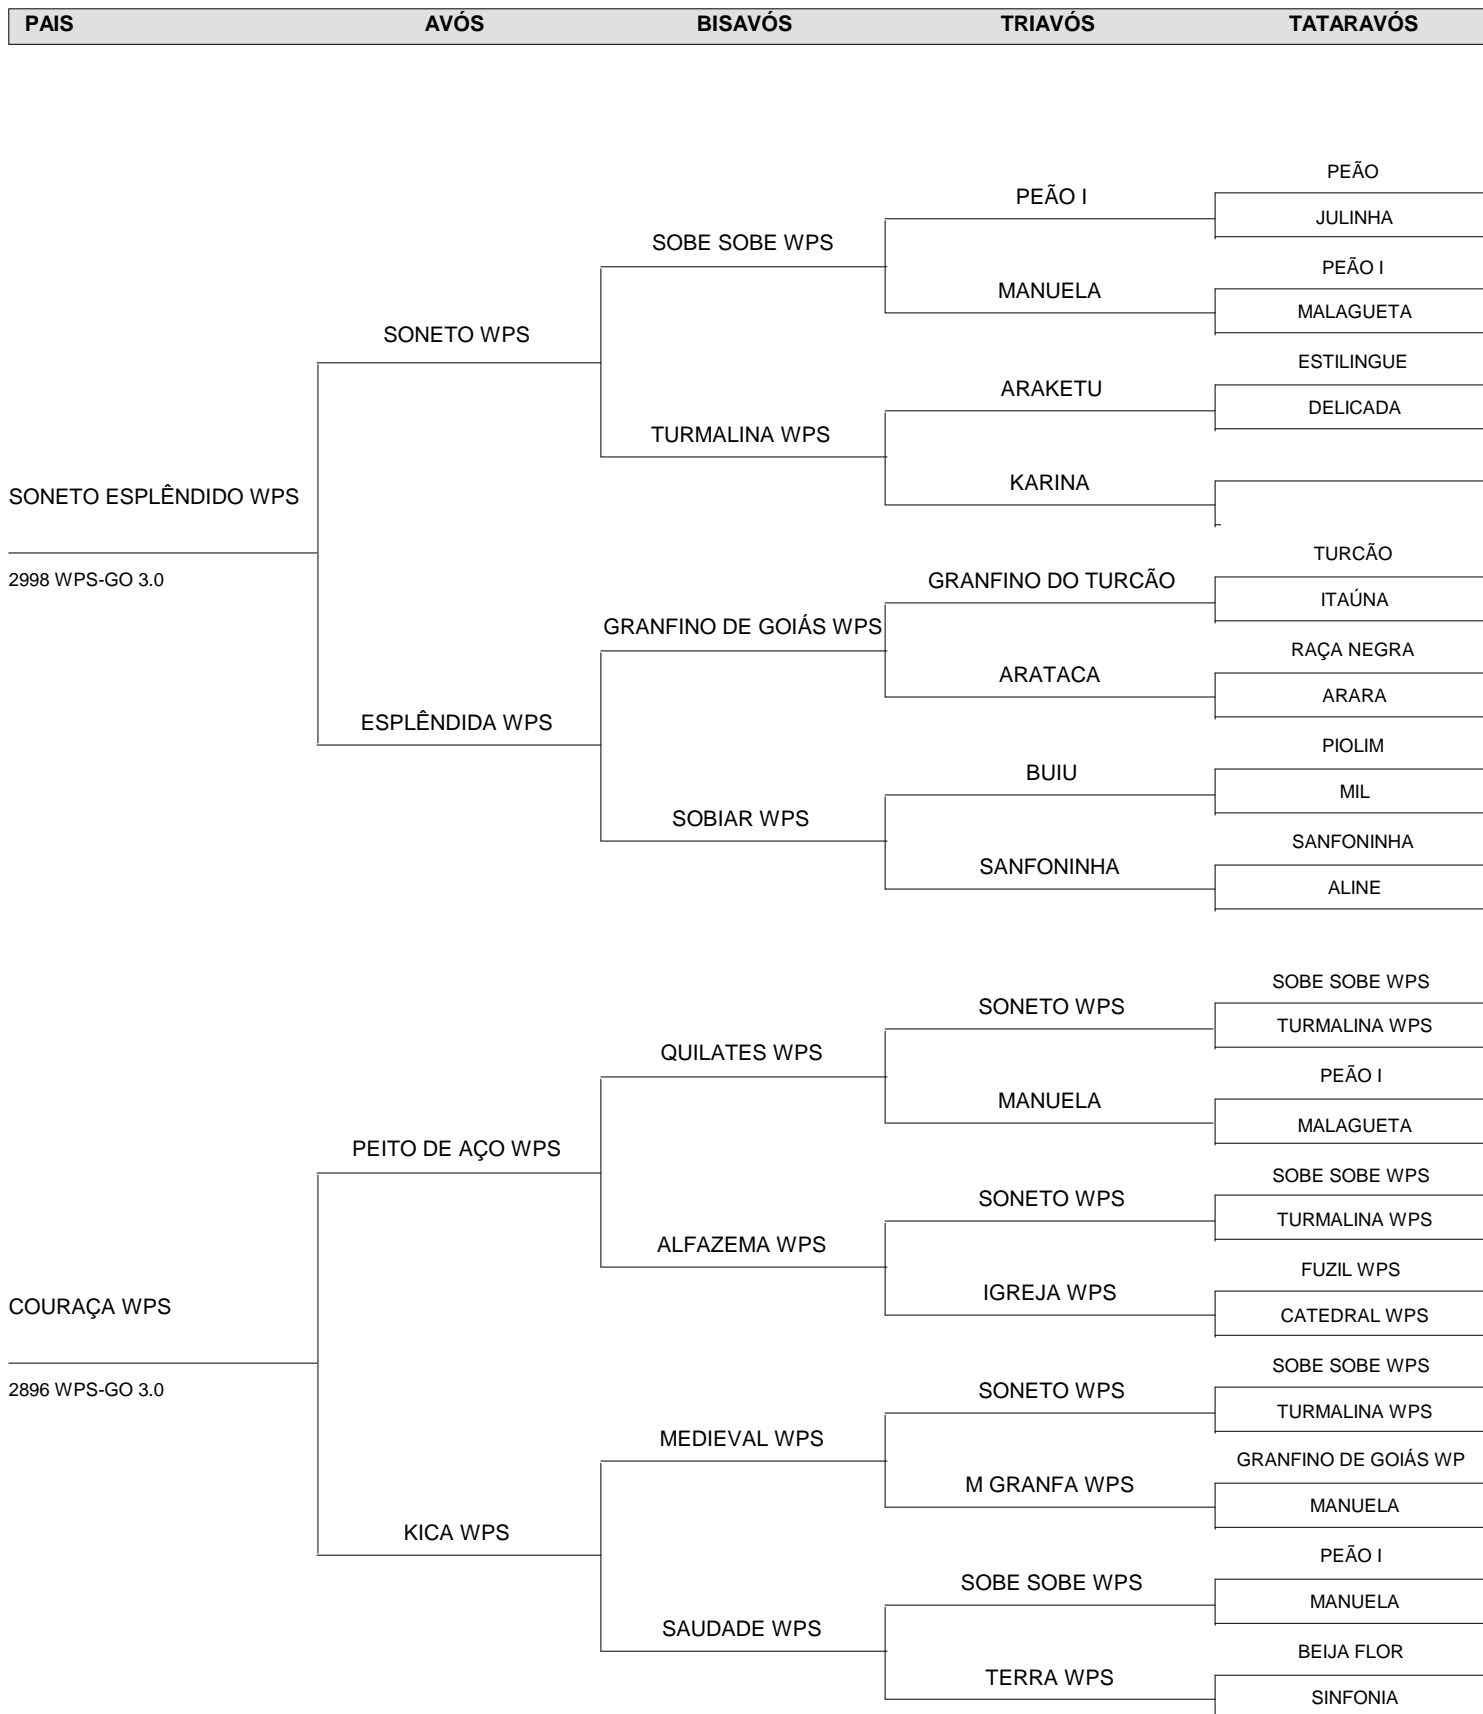 PAIS AVÓS BISAVÓS TRIAVÓS TATARAVÓS
PEÃO
PEÃO I
JULINHA
SOBE SOBE WPS
PEÃO I
MANUELA
MALAGUETA
SONETO WPS
ESTILINGUE
ARAKETU
DELICADA
TURMALINA WPS
KARINA
SONETO ESPLÊNDIDO WPS
TURCÃO
2998 WPS-GO 3.0
GRANFINO DO TURCÃO
ITAÚNA
GRANFINO DE GOIÁS WPS
RAÇA NEGRA
ARATACA
ARARA
ESPLÊNDIDA WPS
PIOLIM
BUIU
MIL
SOBIAR WPS
SANFONINHA
SANFONINHA
ALINE
SOBE SOBE WPS
SONETO WPS
TURMALINA WPS
QUILATES WPS
PEÃO I
MANUELA
MALAGUETA
PEITO DE AÇO WPS
SOBE SOBE WPS
SONETO WPS
TURMALINA WPS
ALFAZEMA WPS
FUZIL WPS
IGREJA WPS
COURAÇA WPS
CATEDRAL WPS
SOBE SOBE WPS
2896 WPS-GO 3.0
SONETO WPS
TURMALINA WPS
MEDIEVAL WPS
GRANFINO DE GOIÁS WP
M GRANFA WPS
MANUELA
KICA WPS
PEÃO I
SOBE SOBE WPS
MANUELA
SAUDADE WPS
BEIJA FLOR
TERRA WPS
SINFONIA